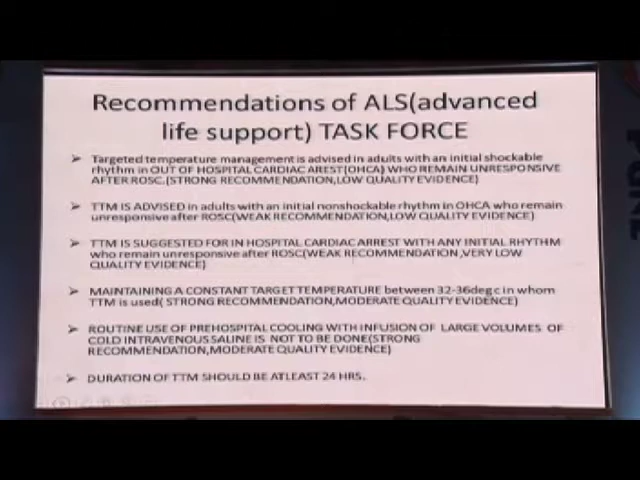 Recommendations of ALS(advanced
life support) TASK FORCE
➢ Targeted temperature management is advised in adults with an initial shockable
rhythm in OUT OF HOSPITAL CARDIAC ARREST(OHCA) WHO REMAIN UNRESPONSIVE
AFTER ROSC.(STRONG RECOMMENDATION,LOW QUALITY EVIDENCE)
➢ TTM IS ADVISED in adults with an initial nonshockable rhythm in OHCA who remain
unresponsive after ROSC(WEAK RECOMMENDATION,LOW QUALITY EVIDENCE)
➢ TTM IS SUGGESTED FOR IN HOSPITAL CARDIAC ARREST WITH ANY INITIAL RHYTHM
who remain unresponsive after ROSC(WEAK RECOMMENDATION,VERY LOW
QUALITY EVIDENCE)
➢ MAINTAINING A CONSTANT TARGET TEMPERATURE between 32-36deg c in whom
TTM is used( STRONG RECOMMENDATION,MODERATE QUALITY EVIDENCE)
➢ ROUTINE USE OF PREHOSPITAL COOLING WITH INFUSION OF LARGE VOLUMES OF
COLD INTRAVENOUS SALINE IS NOT TO BE DONE(STRONG
RECOMMENDATION,MODERATE QUALITY EVIDENCE)
➢ DURATION OF TTM SHOULD BE ATLEAST 24 HRS.